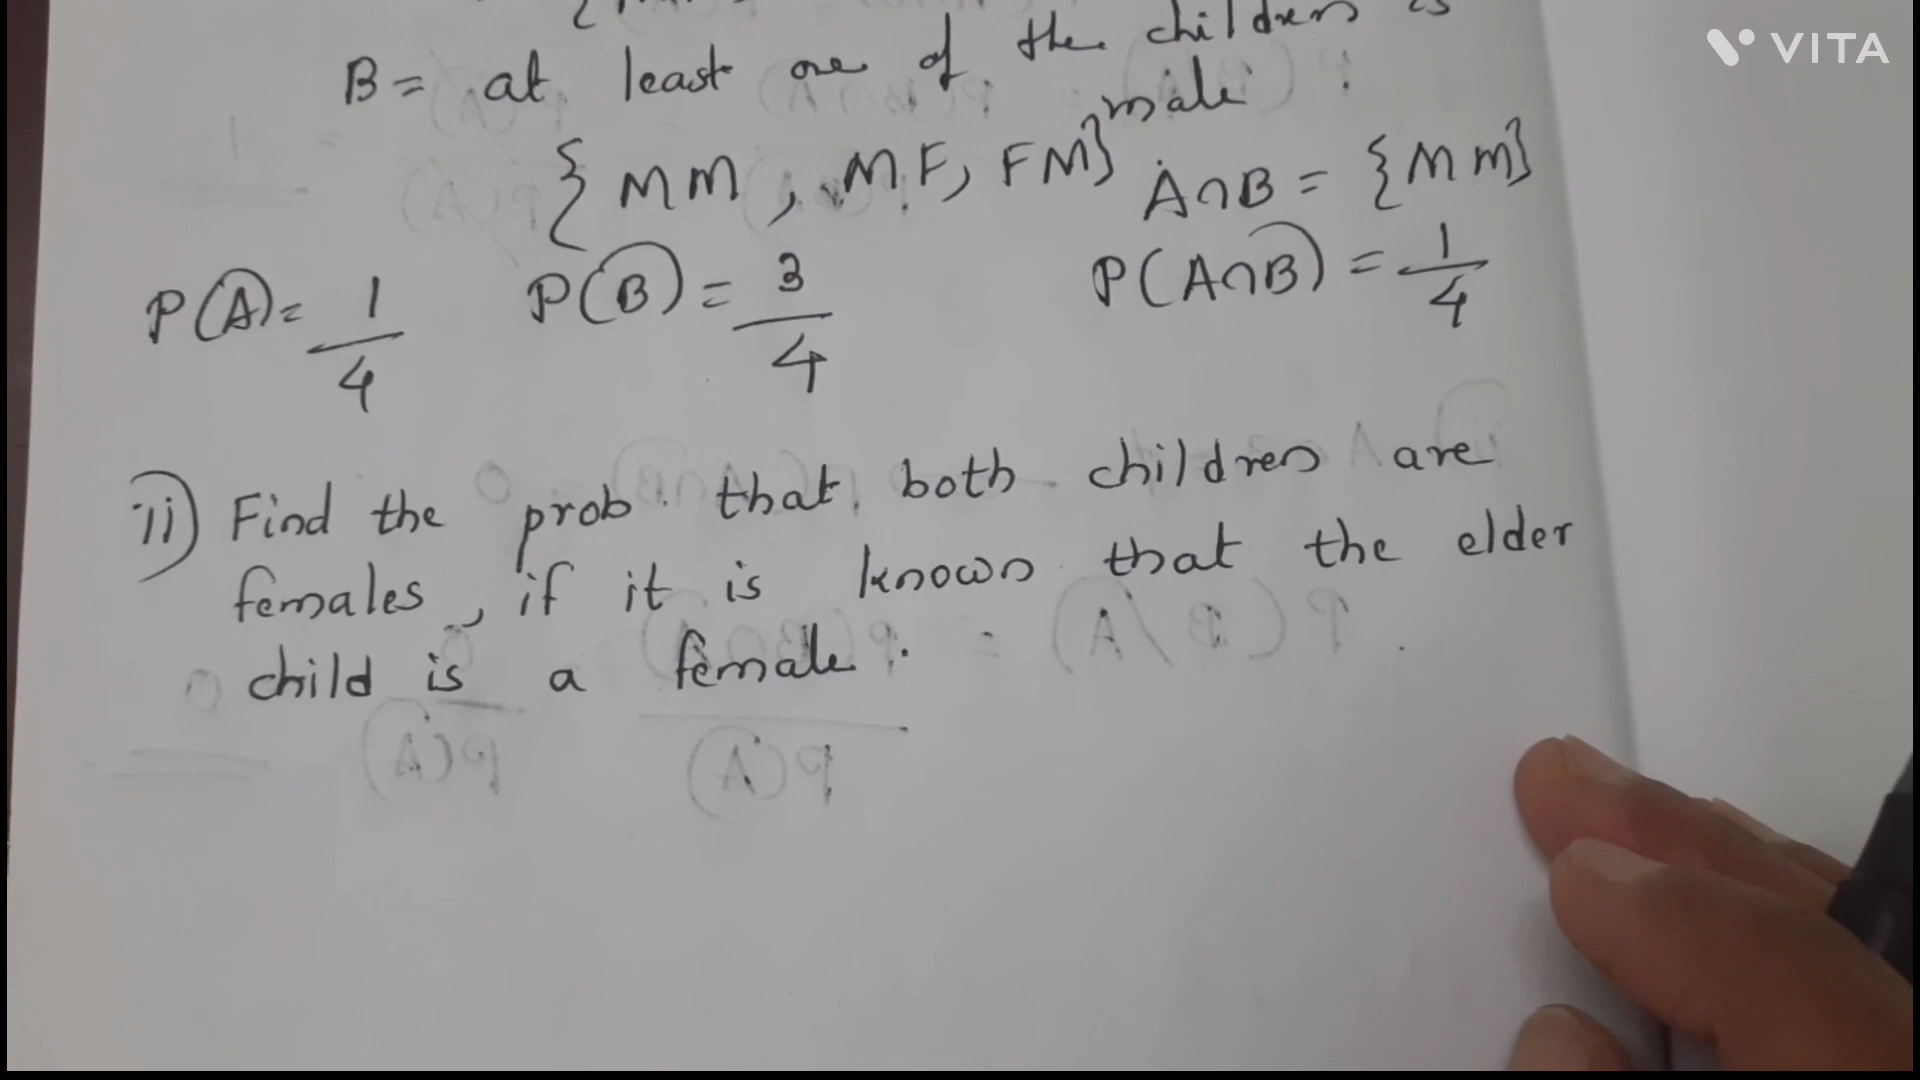 B = at least one of the children is
male.
{ MM, MF, FM} A∩B = {MM}
P(A) = 1/4 P(B) = 3/4 P(A∩B) = 1/4
ii) Find the prob. that both children are
females, if it is known that the elder
child is a female.
VITA